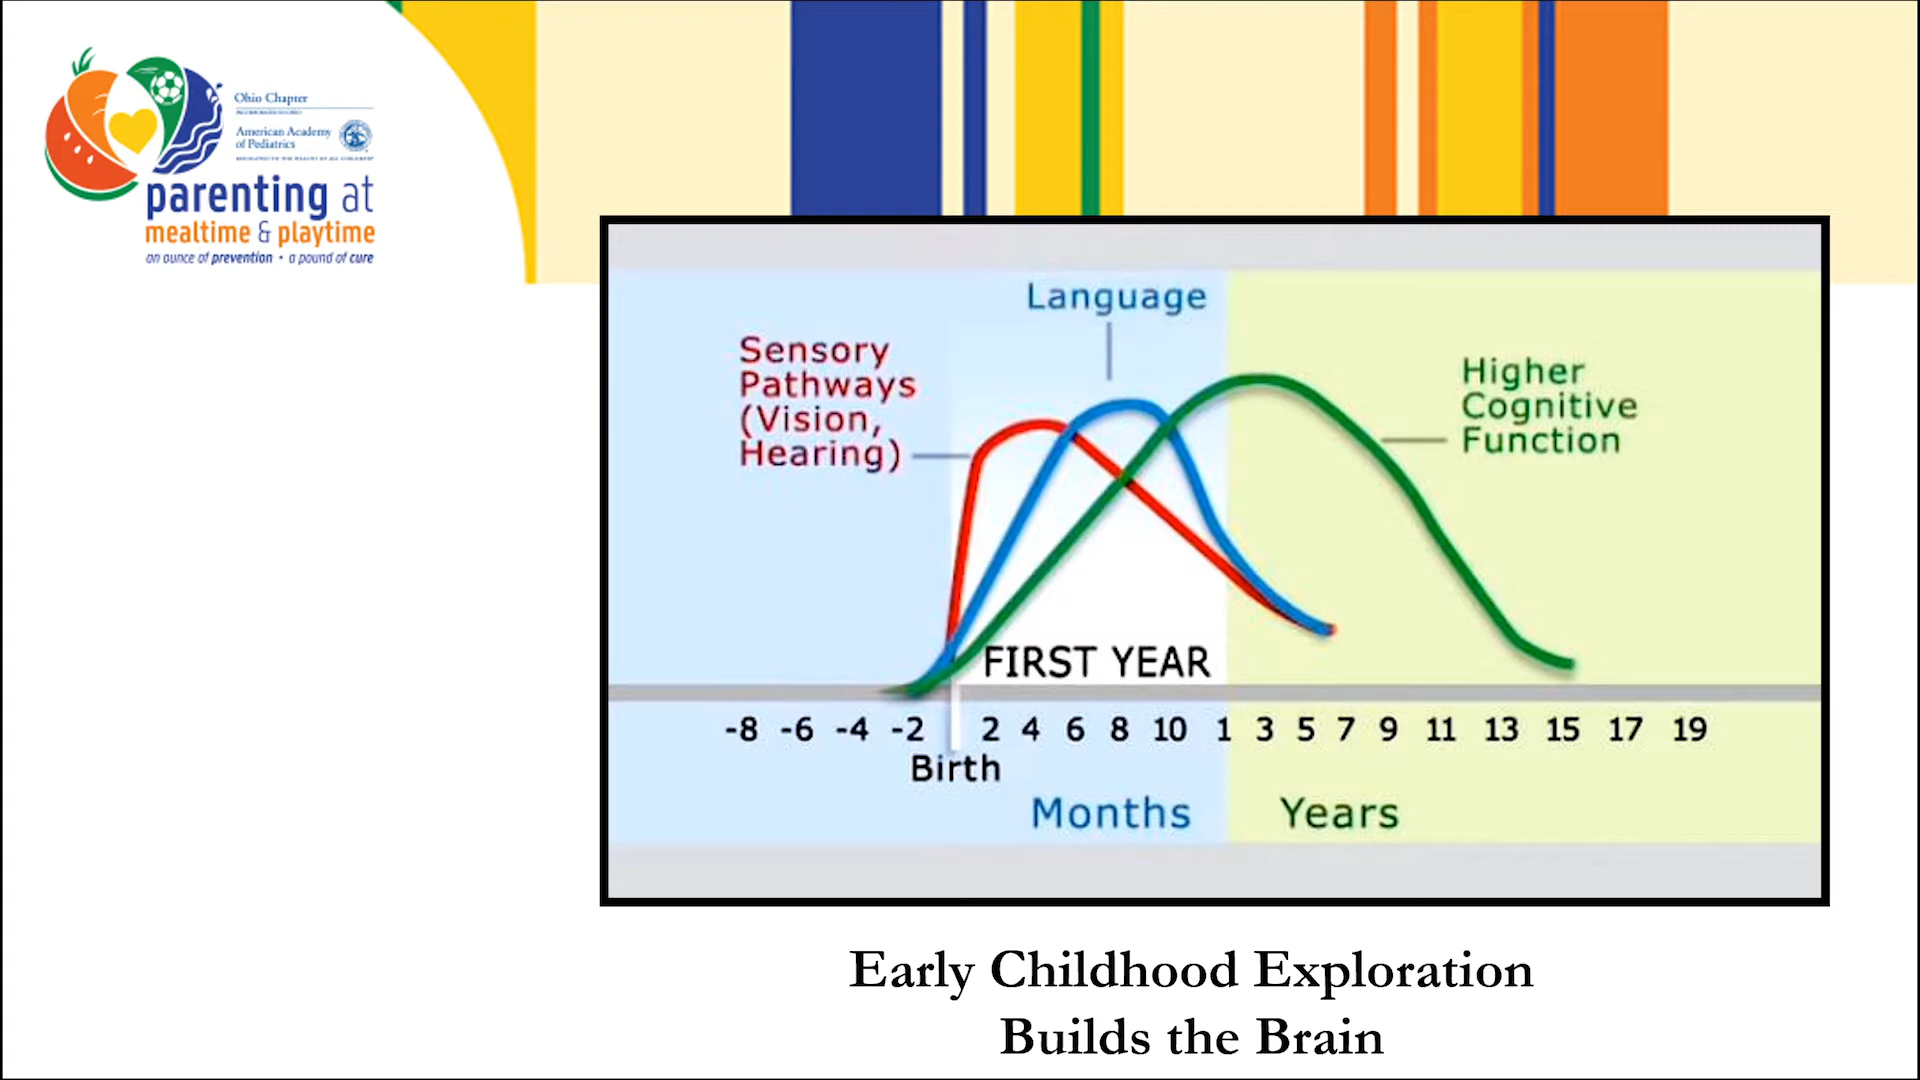 Ohio Chapter
American Academy
of Pediatrics
parenting at
mealtime & playtime
an ounce of prevention • a pound of cure
Language
Sensory
Pathways
(Vision,
Hearing)
Higher
Cognitive
Function
FIRST YEAR
-8 -6 -4 -2 2 4 6 8 10 1 3 5 7 9 11 13 15 17 19
Birth
Months Years
Early Childhood Exploration
Builds the Brain